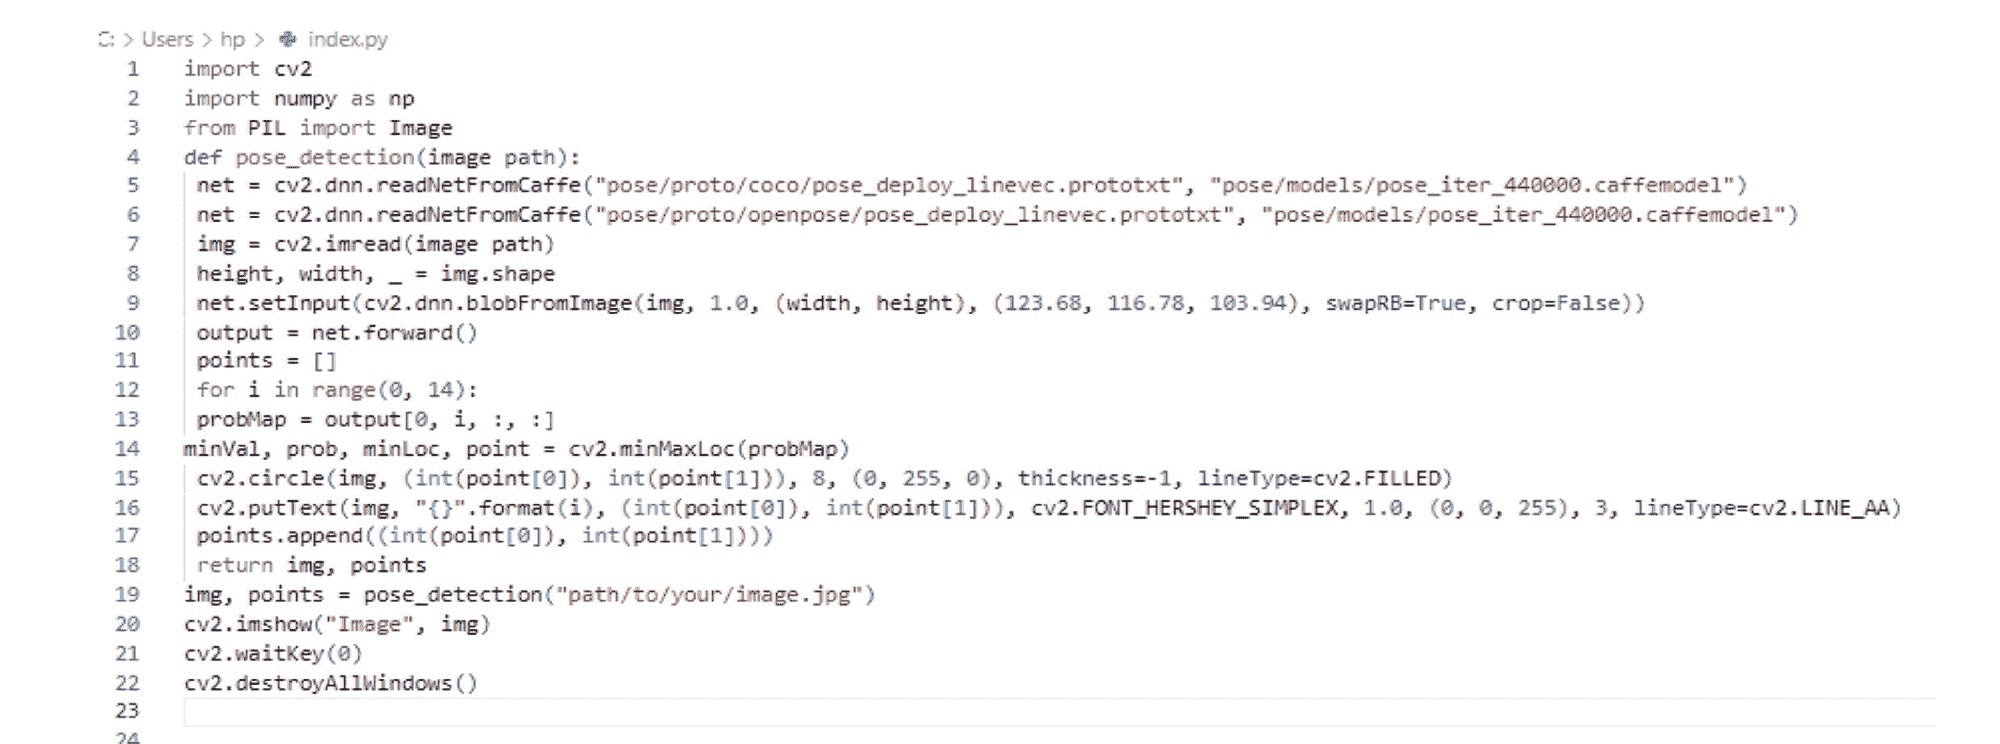 C: > Users > hp > index.py
1 import cv2
2 import numpy as np
3 from PIL import Image
4 def pose_detection(image path):
5 net = cv2.dnn.readNetFromCaffe("pose/proto/coco/pose_deploy_linevec.prototxt", "pose/models/pose_iter_440000.caffemodel")
6 net = cv2.dnn.readNetFromCaffe("pose/proto/openpose/pose_deploy_linevec.prototxt", "pose/models/pose_iter_440000.caffemodel")
7 img = cv2.imread(image path)
8 height, width, _ = img.shape
9 net.setInput(cv2.dnn.blobFromImage(img, 1.0, (width, height), (123.68, 116.78, 103.94), swapRB=True, crop=False))
10 output = net.forward()
11 points = []
12 for i in range(0, 14):
13 probMap = output[0, i, :, :]
14 minVal, prob, minLoc, point = cv2.minMaxLoc(probMap)
15 cv2.circle(img, (int(point[0]), int(point[1])), 8, (0, 255, 0), thickness=-1, lineType=cv2.FILLED)
16 cv2.putText(img, "{}".format(i), (int(point[0]), int(point[1])), cv2.FONT_HERSHEY_SIMPLEX, 1.0, (0, 0, 255), 3, lineType=cv2.LINE_AA)
17 points.append((int(point[0]), int(point[1])))
18 return img, points
19 img, points = pose_detection("path/to/your/image.jpg")
20 cv2.imshow("Image", img)
21 cv2.waitKey(0)
22 cv2.destroyAllWindows()
23
24